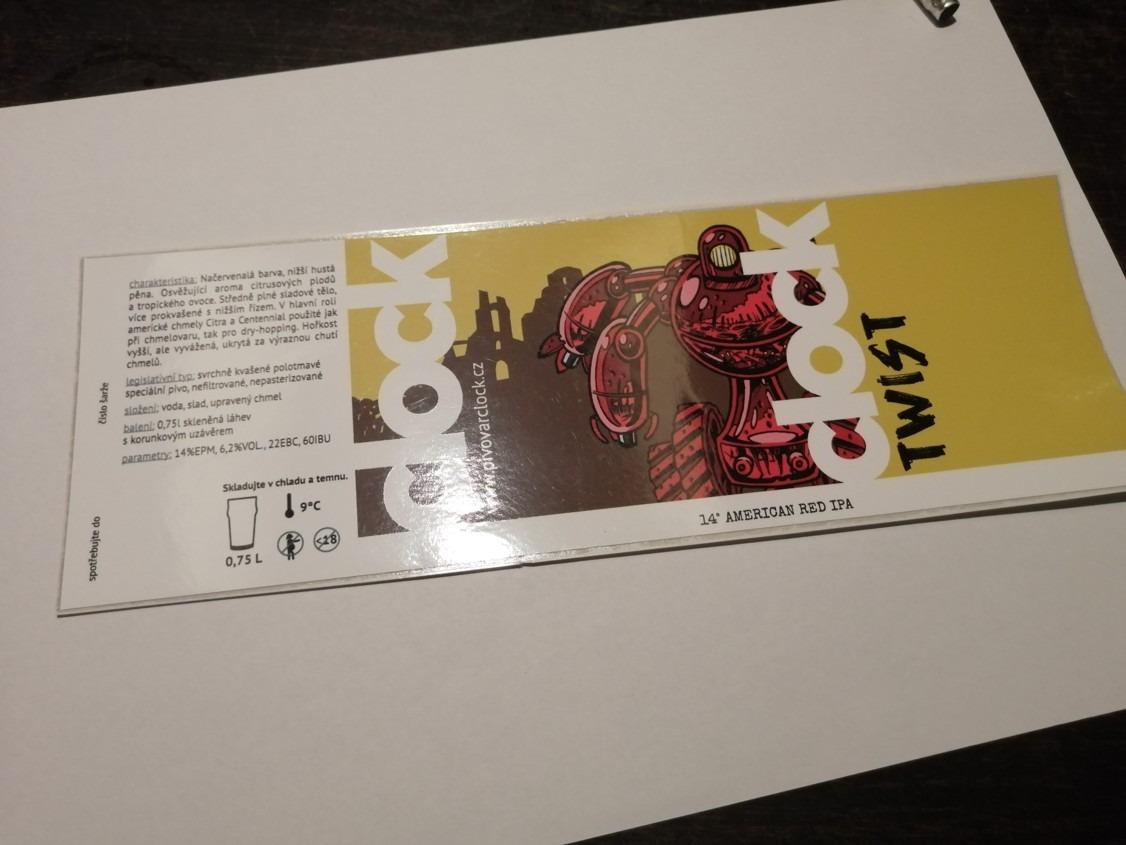 číslo šarže
spotřebujte do
charakteristika: Načervenalá barva, nižší hustá
pěna. Osvěžující aroma citrusových plodů
a tropického ovoce. Středně plné sladové tělo,
více prokvašené s nižším řízem. V hlavní roli
americké chmely Citra a Centennial použité jak
při chmelovaru, tak pro dry-hopping. Hořkost
vyšší, ale vyvážená, ukrytá za výraznou chutí
chmelů.
legislativní typ: svrchně kvašené polotmavé
speciální pivo, nefiltrované, nepasterizované
složení: voda, slad, upravený chmel
balení: 0,75l skleněná láhev
s korunkovým uzávěrem
parametry: 14%EPM, 6,2%VOL., 22EBC, 60IBU
Skladujte v chladu a temnu.
9°C
<18
0,75 L
clock
www.pivovarclock.cz
clock
TWIST
14° AMERICAN RED IPA